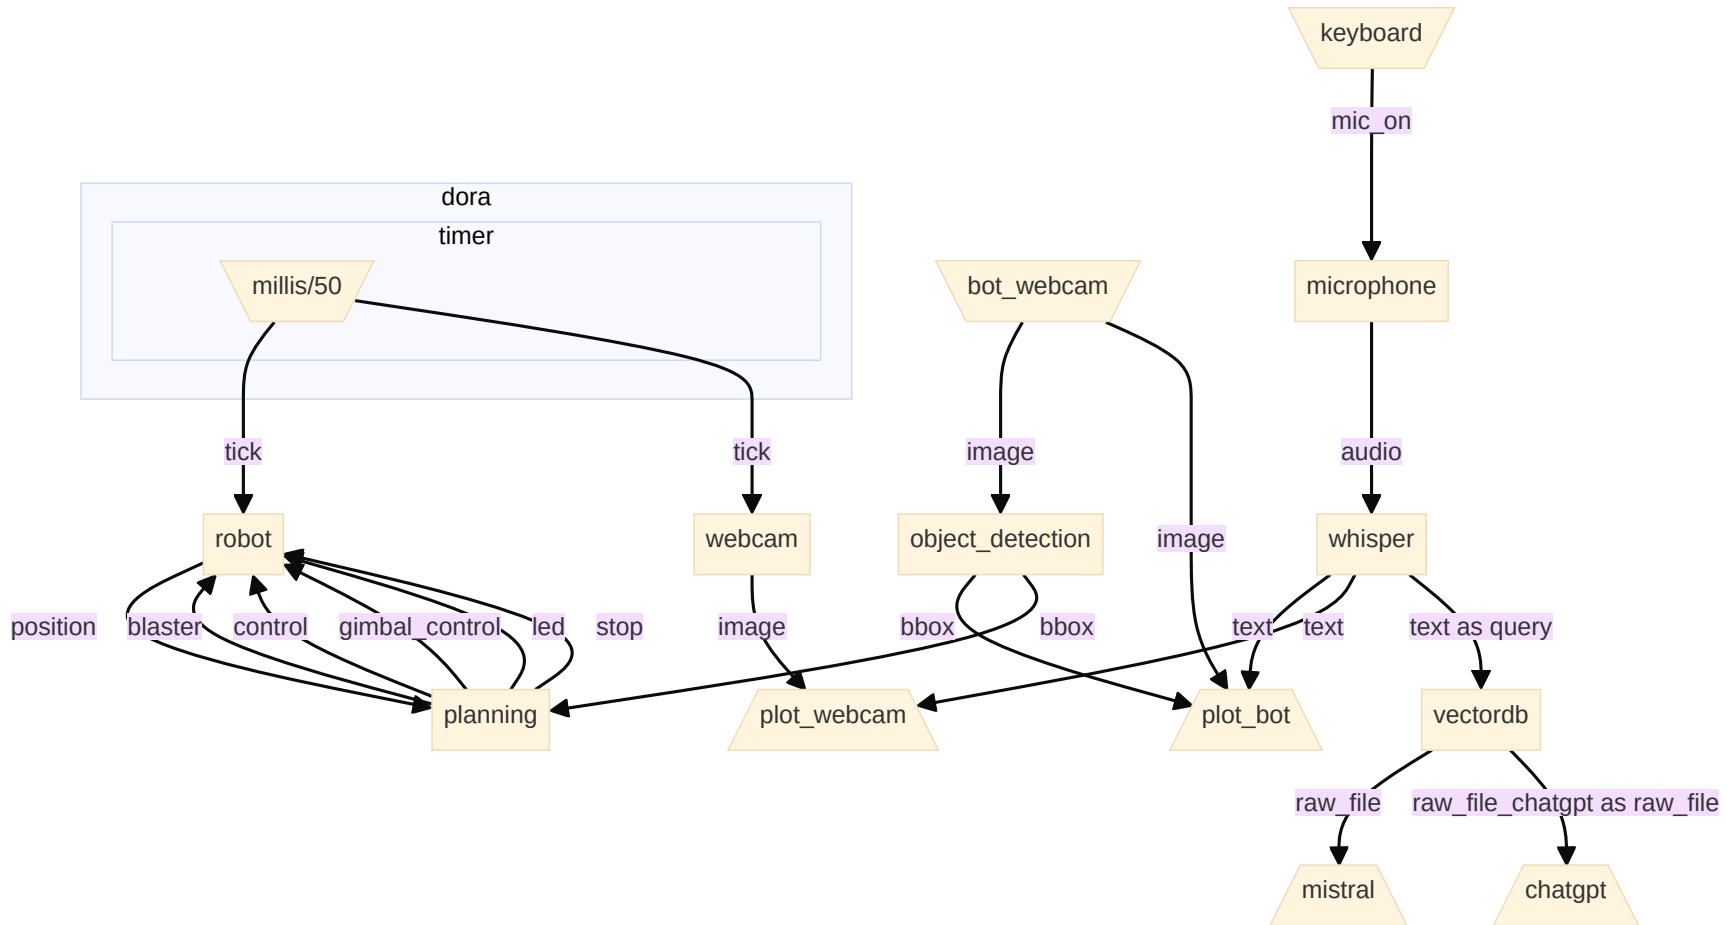 keyboard
mic_on
dora
timer
millis/50
bot_webcam
microphone
tick
tick
image
audio
robot
webcam
object_detection
image
whisper
position
blaster
control
gimbal_control
led
stop
image
bbox
bbox
text
text
text as query
planning
plot_webcam
plot_bot
vectordb
raw_file
raw_file_chatgpt as raw_file
mistral
chatgpt